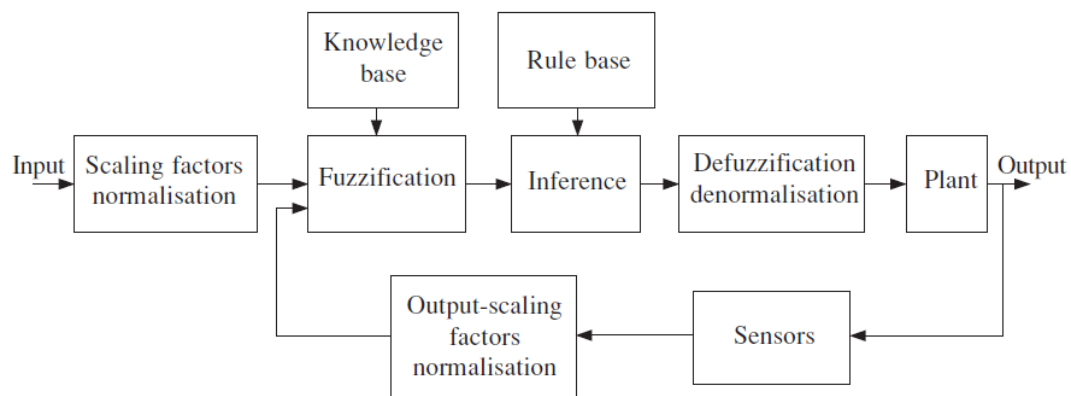 Knowledge
base
Rule base
Input
Scaling factors
normalisation
Fuzzification
Inference
Defuzzification
denormalisation
Plant
Output
Output-scaling
factors
normalisation
Sensors